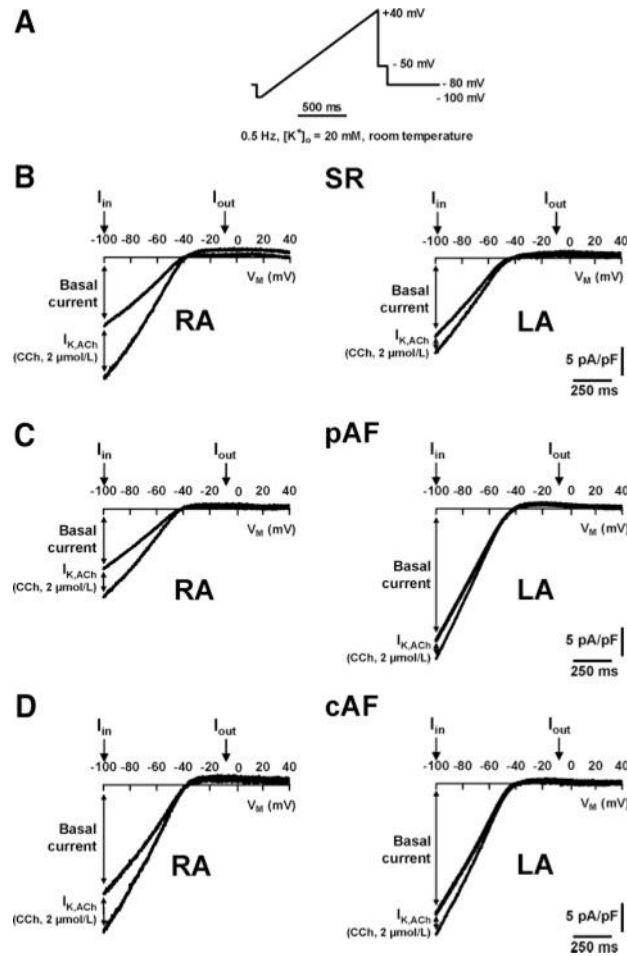 A
+40 mV
- 50 mV
- 80 mV
- 100 mV
500 ms
0.5 Hz, [K+]o = 20 mM, room temperature
B
SR
Iin
Iout
-100 -80 -60 -40 -20 0 20 40
VM (mV)
Basal
current
IK,ACh
(CCh, 2 µmol/L)
RA
Iin
Iout
-100 -80 -60 -40 -20 0 20 40
VM (mV)
Basal
current
IK,ACh
(CCh, 2 µmol/L)
LA
5 pA/pF
250 ms
C
pAF
Iin
Iout
-100 -80 -60 -40 -20 0 20 40
VM (mV)
Basal
current
IK,ACh
(CCh, 2 µmol/L)
RA
Iin
Iout
-100 -80 -60 -40 -20 0 20 40
VM (mV)
Basal
current
IK,ACh
(CCh, 2 µmol/L)
LA
5 pA/pF
250 ms
D
cAF
Iin
Iout
-100 -80 -60 -40 -20 0 20 40
VM (mV)
Basal
current
IK,ACh
(CCh, 2 µmol/L)
RA
Iin
Iout
-100 -80 -60 -40 -20 0 20 40
VM (mV)
Basal
current
IK,ACh
(CCh, 2 µmol/L)
LA
5 pA/pF
250 ms